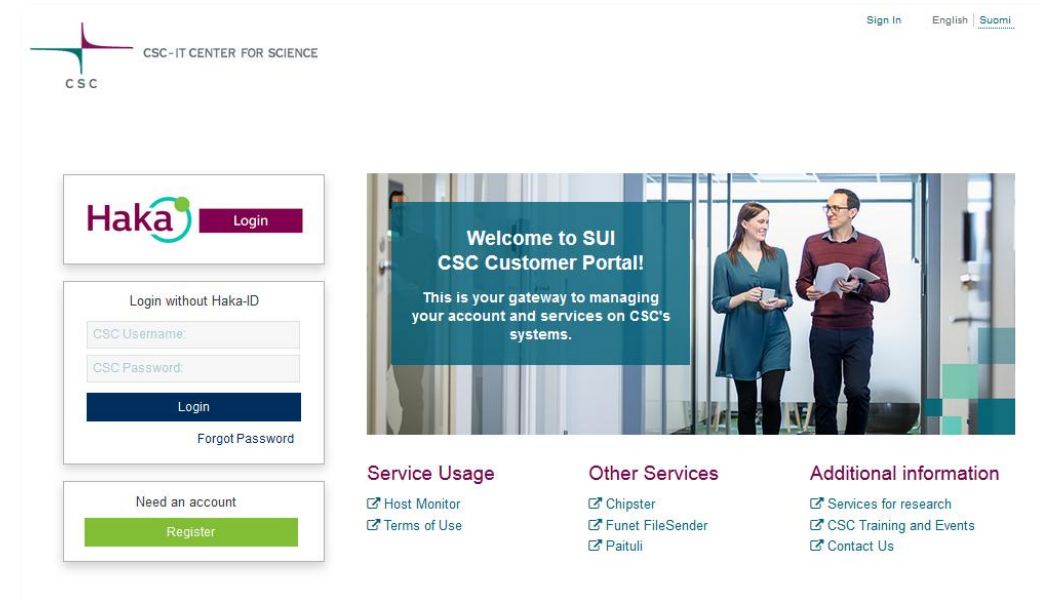 Sign In English Suomi
CSC-IT CENTER FOR SCIENCE
CSC
Haka Login
Login without Haka-ID
CSC Username:
CSC Password:
Login
Forgot Password
Need an account
Register
Welcome to SUI
CSC Customer Portal!
This is your gateway to managing
your account and services on CSC's
systems.
Service Usage
Host Monitor
Terms of Use
Other Services
Chipster
Funet FileSender
Paituli
Additional information
Services for research
CSC Training and Events
Contact Us